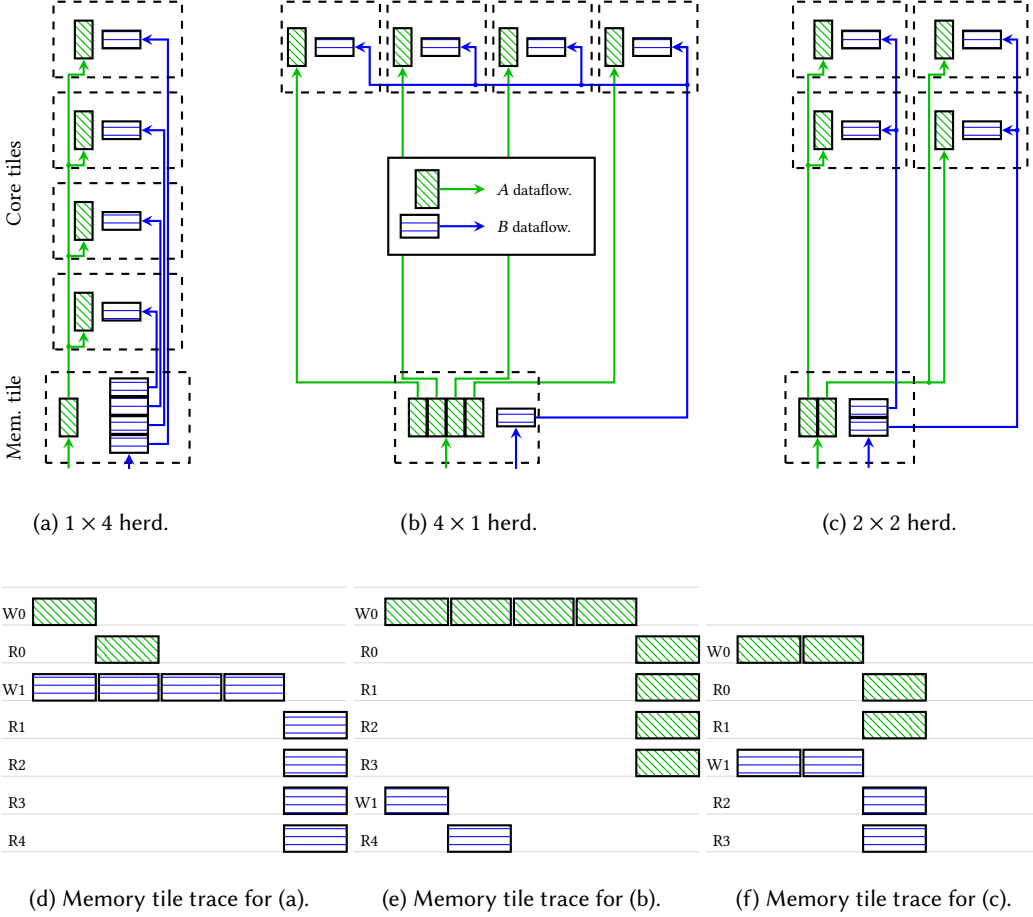 Core tiles
Mem. tile
A dataflow.
B dataflow.
(a) 1 × 4 herd.
(b) 4 × 1 herd.
(c) 2 × 2 herd.
W0
R0
W1
R1
R2
R3
R4
W0
R0
R1
R2
R3
W1
R4
W0
R0
R1
W1
R2
R3
(d) Memory tile trace for (a).
(e) Memory tile trace for (b).
(f) Memory tile trace for (c).